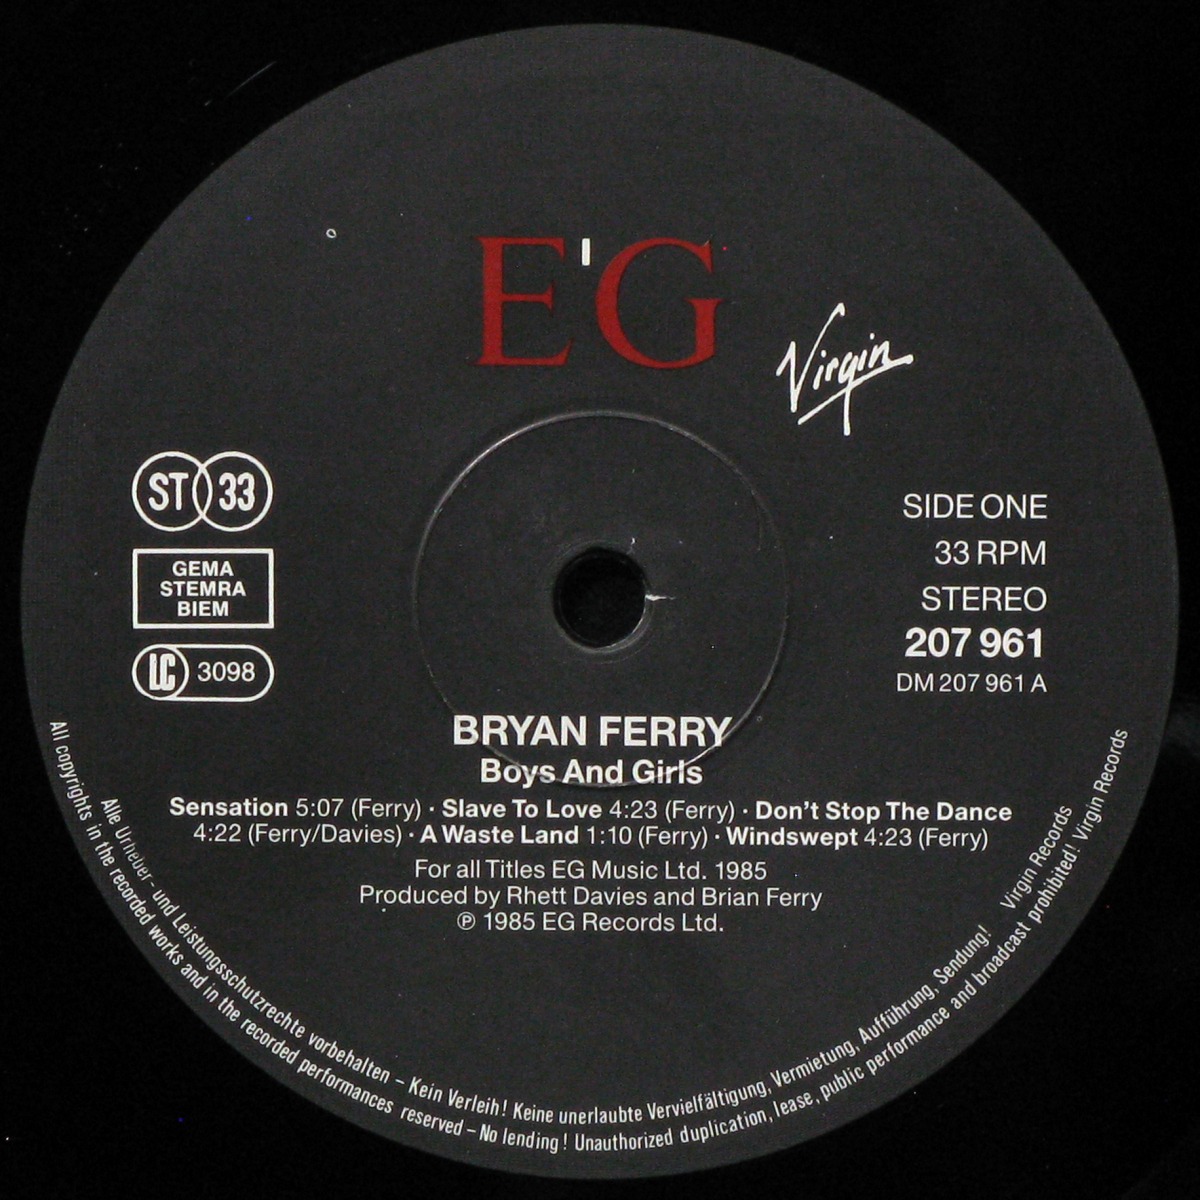 E'G
Virgin
ST 33
GEMA
STEMRA
BIEM
LC 3098
SIDE ONE
33 RPM
STEREO
207 961
DM 207 961 A
BRYAN FERRY
Boys And Girls
Sensation 5:07 (Ferry) · Slave To Love 4:23 (Ferry) · Don't Stop The Dance
4:22 (Ferry/Davies) · A Waste Land 1:10 (Ferry) · Windswept 4:23 (Ferry)
For all Titles EG Music Ltd. 1985
Produced by Rhett Davies and Brian Ferry
℗ 1985 EG Records Ltd.
Alle Urheber- und Leistungsschutzrechte vorbehalten – Kein Verleih! Keine unerlaubte Vervielfältigung, Vermietung, Aufführung, Sendung! Virgin Records
All copyrights in the recorded works and in the recorded performances reserved – No lending! Unauthorized duplication, lease, public performance and broadcast prohibited! Virgin Records